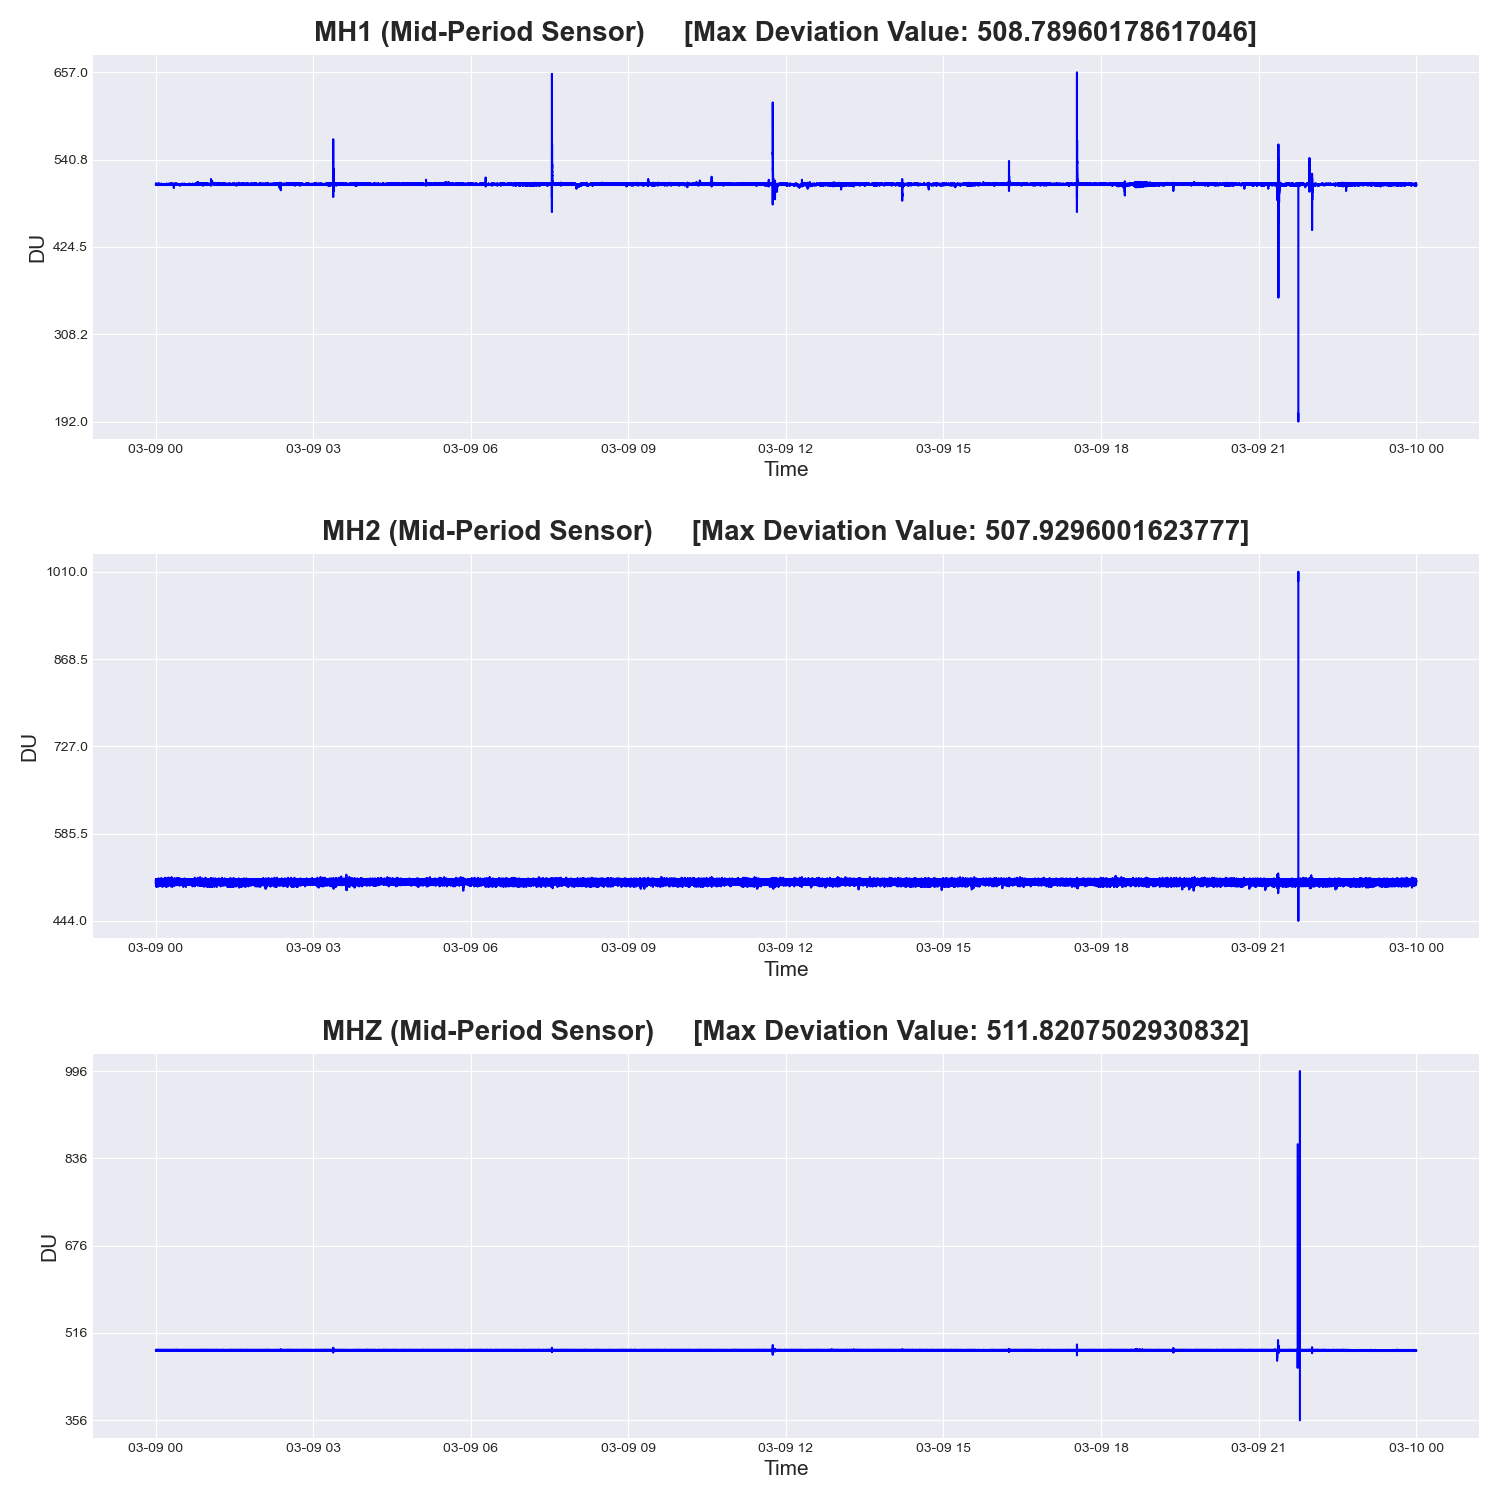 MH1 (Mid-Period Sensor) [Max Deviation Value: 508.78960178617046]
657.0
540.8
424.5
308.2
192.0
DU
03-09 00 03-09 03 03-09 06 03-09 09 03-09 12 03-09 15 03-09 18 03-09 21 03-10 00
Time
MH2 (Mid-Period Sensor) [Max Deviation Value: 507.9296001623777]
1010.0
868.5
727.0
585.5
444.0
DU
03-09 00 03-09 03 03-09 06 03-09 09 03-09 12 03-09 15 03-09 18 03-09 21 03-10 00
Time
MHZ (Mid-Period Sensor) [Max Deviation Value: 511.8207502930832]
996
836
676
516
356
DU
03-09 00 03-09 03 03-09 06 03-09 09 03-09 12 03-09 15 03-09 18 03-09 21 03-10 00
Time